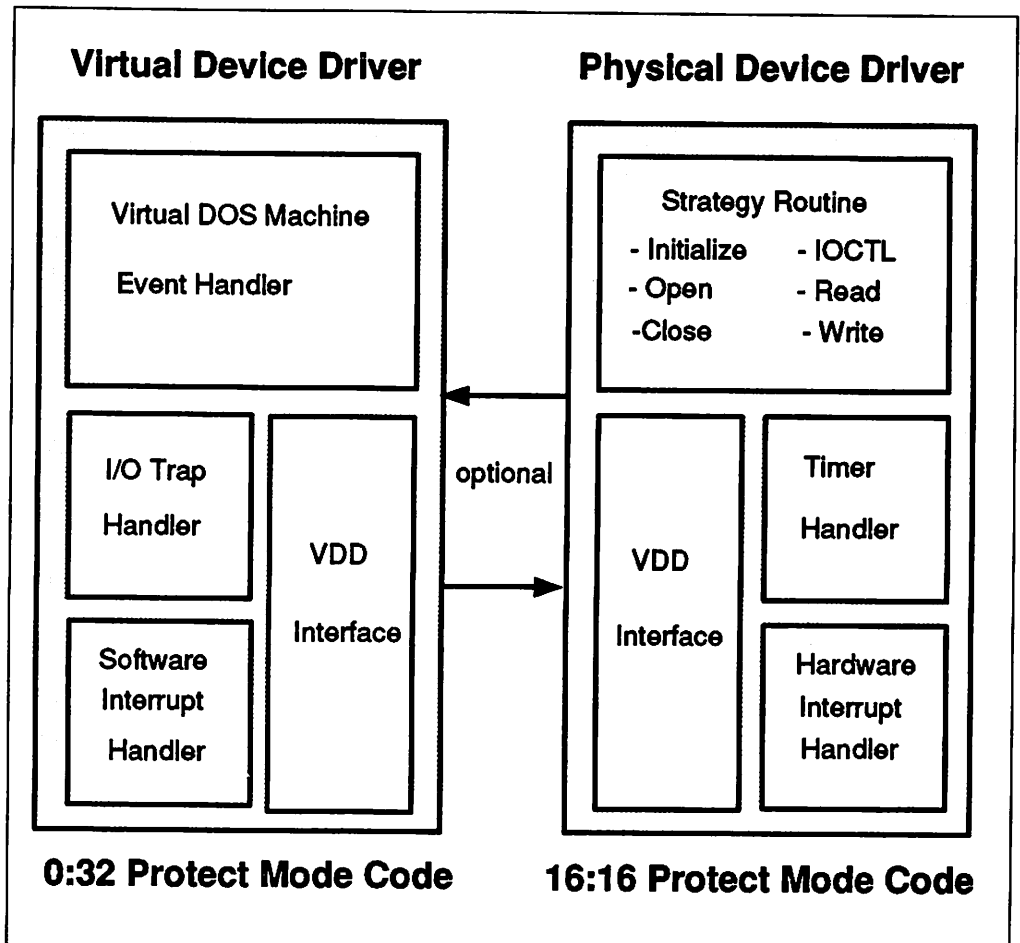 Virtual Device Driver
Virtual DOS Machine
Event Handler
I/O Trap
Handler
Software
Interrupt
Handler
VDD
Interface
0:32 Protect Mode Code
optional
Physical Device Driver
Strategy Routine
- Initialize - IOCTL
- Open - Read
-Close - Write
VDD
Interface
Timer
Handler
Hardware
Interrupt
Handler
16:16 Protect Mode Code